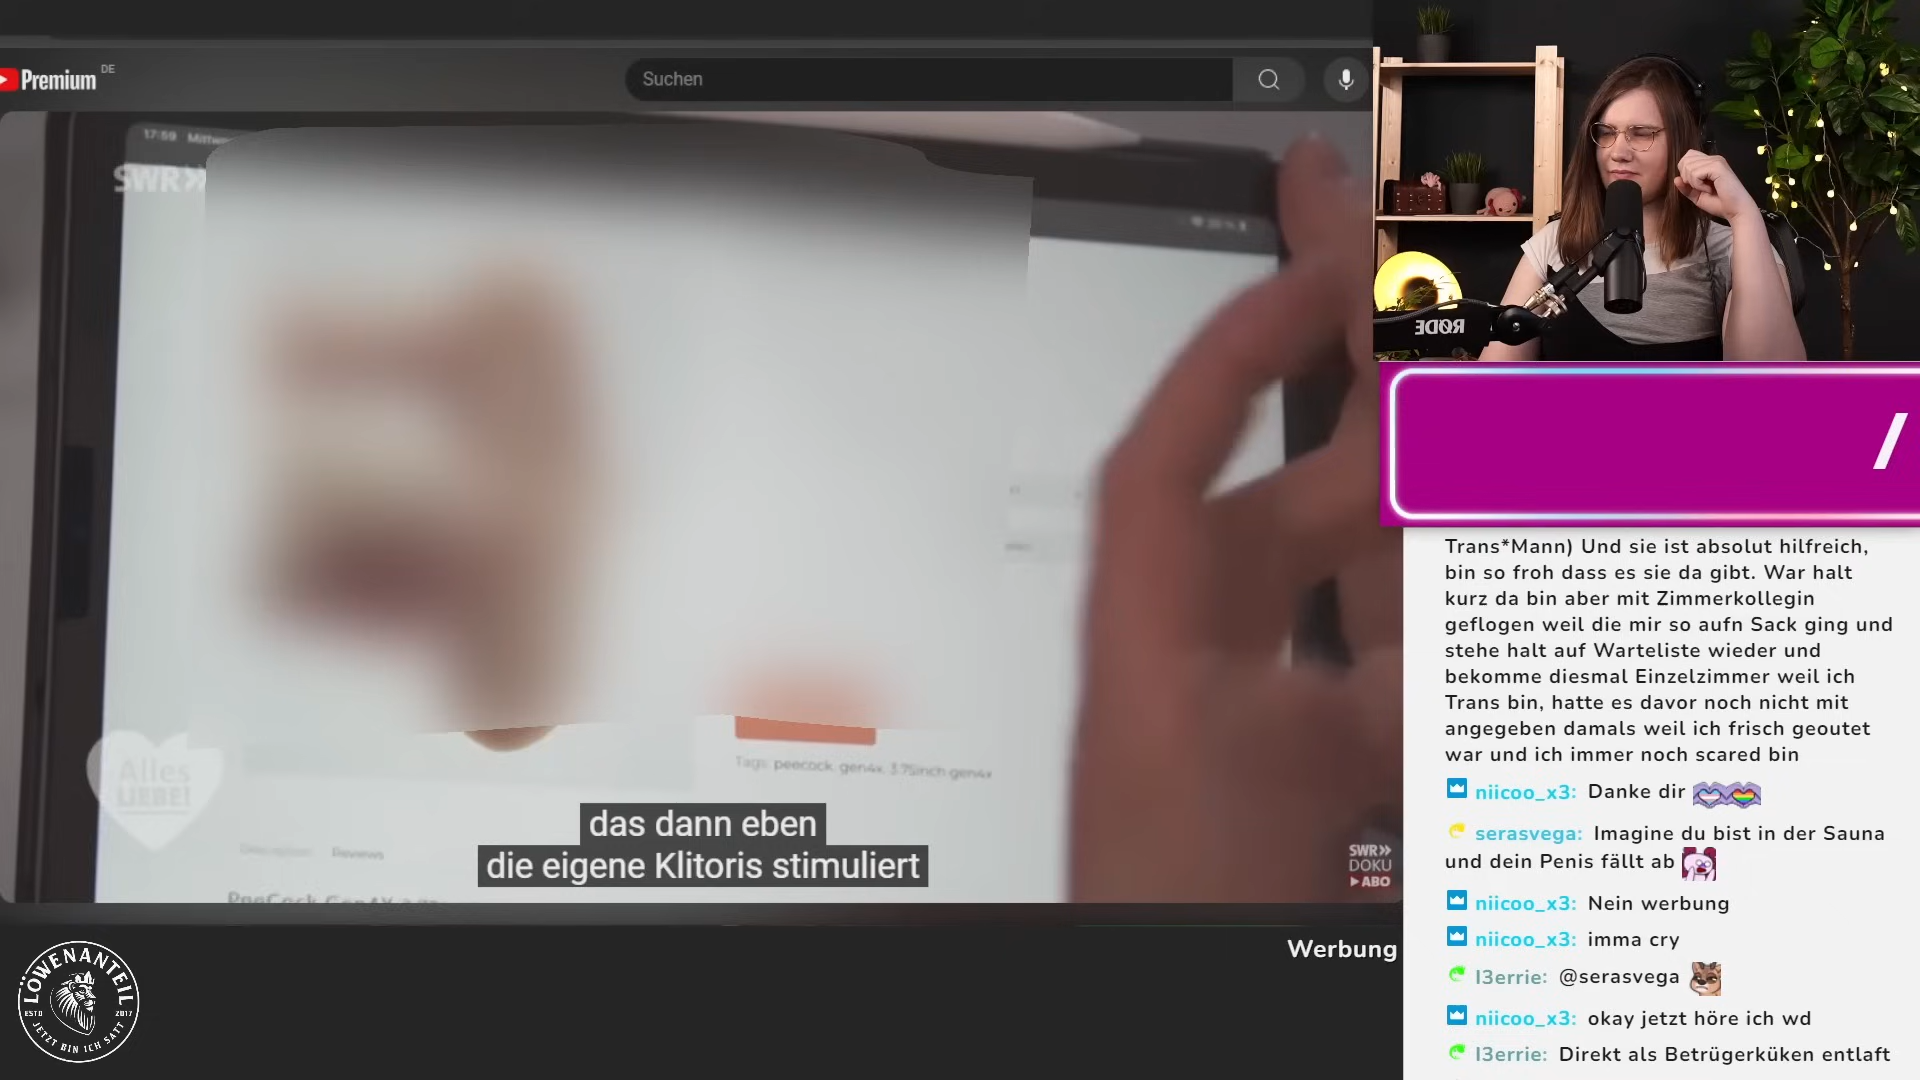 Premium DE
Suchen
17:59 Mittwo
SWR»
Alles
LIEBE!
Tags: peecock, gen4x, 3.75inch gen4x
Description Reviews
das dann eben
die eigene Klitoris stimuliert
SWR»
DOKU
►ABO
Werbung
LÖWENANTEIL
ESTD 2017
JETZT BIN ICH SATT
RØDE
/
Trans*Mann) Und sie ist absolut hilfreich,
bin so froh dass es sie da gibt. War halt
kurz da bin aber mit Zimmerkollegin
geflogen weil die mir so aufn Sack ging und
stehe halt auf Warteliste wieder und
bekomme diesmal Einzelzimmer weil ich
Trans bin, hatte es davor noch nicht mit
angegeben damals weil ich frisch geoutet
war und ich immer noch scared bin
niicoo_x3: Danke dir
serasvega: Imagine du bist in der Sauna
und dein Penis fällt ab
niicoo_x3: Nein werbung
niicoo_x3: imma cry
l3errie: @serasvega
niicoo_x3: okay jetzt höre ich wd
l3errie: Direkt als Betrügerküken entlaft